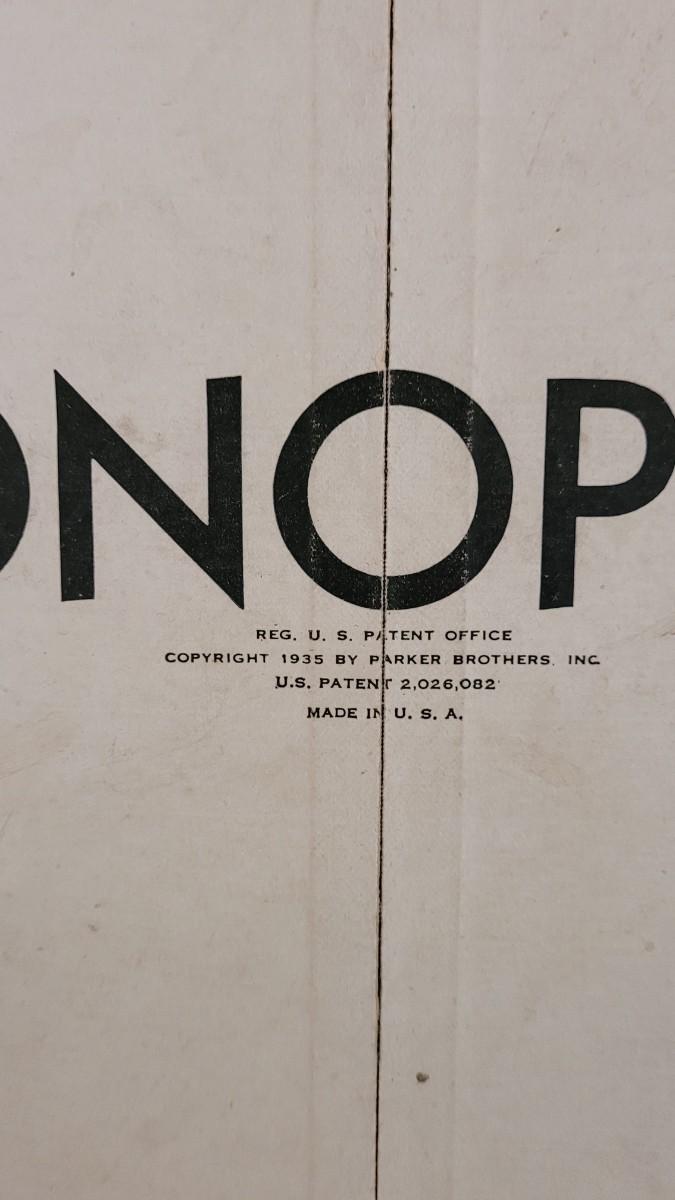 ONOP
REG. U. S. PATENT OFFICE
COPYRIGHT 1935 BY PARKER BROTHERS, INC.
U.S. PATENT 2,026,082
MADE IN U. S. A.